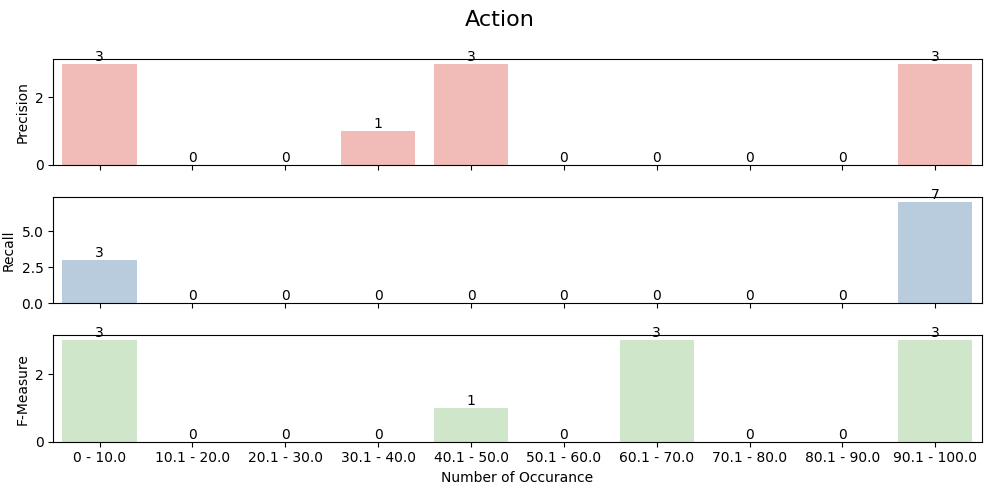 Action
Precision
2
0
3 0 0 1 3 0 0 0 0 3
Recall
5.0
2.5
0.0
3 0 0 0 0 0 0 0 0 7
F-Measure
2
0
3 0 0 0 1 0 3 0 0 3
0 - 10.0 10.1 - 20.0 20.1 - 30.0 30.1 - 40.0 40.1 - 50.0 50.1 - 60.0 60.1 - 70.0 70.1 - 80.0 80.1 - 90.0 90.1 - 100.0
Number of Occurance